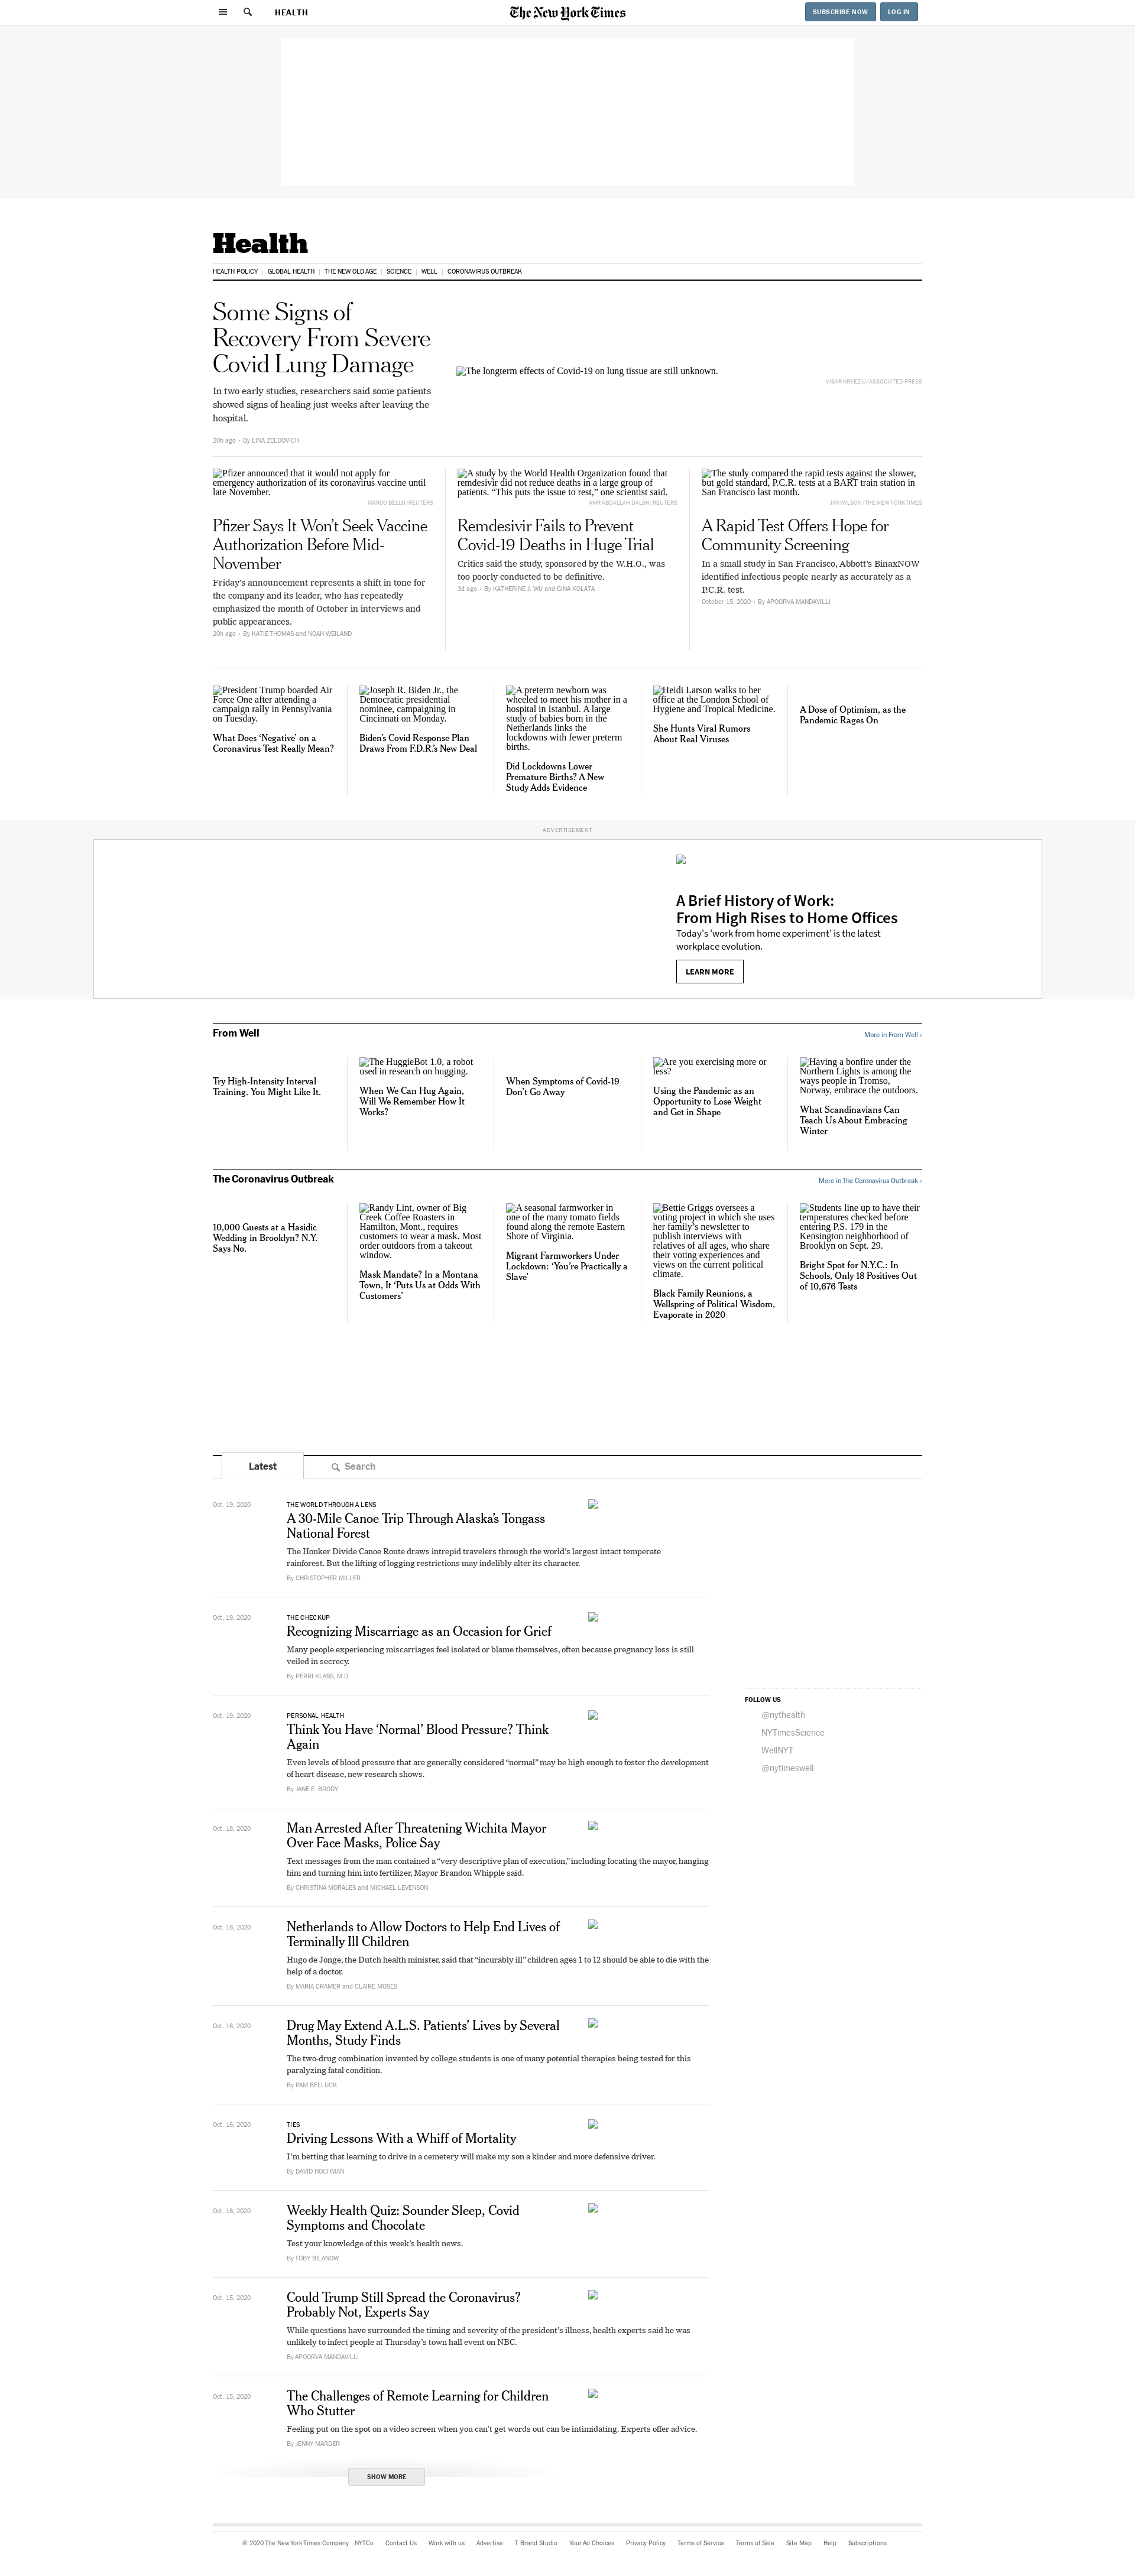 HEALTH
The New York Times
SUBSCRIBE NOW
LOG IN
Health
HEALTH POLICY | GLOBAL HEALTH | THE NEW OLD AGE | SCIENCE | WELL | CORONAVIRUS OUTBREAK
Some Signs of
Recovery From Severe
Covid Lung Damage
In two early studies, researchers said some patients
showed signs of healing just weeks after leaving the
hospital.
20h ago • By LINA ZELDOVICH
The longterm effects of Covid-19 on lung tissue are still unknown.
VISAR KRYEZIU/ASSOCIATED PRESS
Pfizer announced that it would not apply for
emergency authorization of its coronavirus vaccine until
late November.
MARCO BELLO/REUTERS
Pfizer Says It Won’t Seek Vaccine
Authorization Before Mid-
November
Friday’s announcement represents a shift in tone for
the company and its leader, who has repeatedly
emphasized the month of October in interviews and
public appearances.
20h ago • By KATIE THOMAS and NOAH WEILAND
A study by the World Health Organization found that
remdesivir did not reduce deaths in a large group of
patients. “This puts the issue to rest,” one scientist said.
AMR ABDALLAH DALSH/REUTERS
Remdesivir Fails to Prevent
Covid-19 Deaths in Huge Trial
Critics said the study, sponsored by the W.H.O., was
too poorly conducted to be definitive.
3d ago • By KATHERINE J. WU and GINA KOLATA
The study compared the rapid tests against the slower,
but gold standard, P.C.R. tests at a BART train station in
San Francisco last month.
JIM WILSON/THE NEW YORK TIMES
A Rapid Test Offers Hope for
Community Screening
In a small study in San Francisco, Abbott’s BinaxNOW
identified infectious people nearly as accurately as a
P.C.R. test.
October 15, 2020 • By APOORVA MANDAVILLI
President Trump boarded Air
Force One after attending a
campaign rally in Pennsylvania
on Tuesday.
What Does ‘Negative’ on a
Coronavirus Test Really Mean?
Joseph R. Biden Jr., the
Democratic presidential
nominee, campaigning in
Cincinnati on Monday.
Biden’s Covid Response Plan
Draws From F.D.R.’s New Deal
A preterm newborn was
wheeled to meet his mother in a
hospital in Istanbul. A large
study of babies born in the
Netherlands links the
lockdowns with fewer preterm
births.
Did Lockdowns Lower
Premature Births? A New
Study Adds Evidence
Heidi Larson walks to her
office at the London School of
Hygiene and Tropical Medicine.
She Hunts Viral Rumors
About Real Viruses
A Dose of Optimism, as the
Pandemic Rages On
ADVERTISEMENT
A Brief History of Work:
From High Rises to Home Offices
Today's 'work from home experiment' is the latest
workplace evolution.
LEARN MORE
From Well
More in From Well ›
Try High-Intensity Interval
Training. You Might Like It.
The HuggieBot 1.0, a robot
used in research on hugging.
When We Can Hug Again,
Will We Remember How It
Works?
When Symptoms of Covid-19
Don’t Go Away
Are you exercising more or
less?
Using the Pandemic as an
Opportunity to Lose Weight
and Get in Shape
Having a bonfire under the
Northern Lights is among the
ways people in Tromso,
Norway, embrace the outdoors.
What Scandinavians Can
Teach Us About Embracing
Winter
The Coronavirus Outbreak
More in The Coronavirus Outbreak ›
10,000 Guests at a Hasidic
Wedding in Brooklyn? N.Y.
Says No.
Randy Lint, owner of Big
Creek Coffee Roasters in
Hamilton, Mont., requires
customers to wear a mask. Most
order outdoors from a takeout
window.
Mask Mandate? In a Montana
Town, It ‘Puts Us at Odds With
Customers’
A seasonal farmworker in
one of the many tomato fields
found along the remote Eastern
Shore of Virginia.
Migrant Farmworkers Under
Lockdown: ‘You’re Practically a
Slave’
Bettie Griggs oversees a
voting project in which she uses
her family’s newsletter to
publish interviews with
relatives of all ages, who share
their voting experiences and
views on the current political
climate.
Black Family Reunions, a
Wellspring of Political Wisdom,
Evaporate in 2020
Students line up to have their
temperatures checked before
entering P.S. 179 in the
Kensington neighborhood of
Brooklyn on Sept. 29.
Bright Spot for N.Y.C.: In
Schools, Only 18 Positives Out
of 10,676 Tests
Latest
Search
Oct. 19, 2020
THE WORLD THROUGH A LENS
A 30-Mile Canoe Trip Through Alaska’s Tongass
National Forest
The Honker Divide Canoe Route draws intrepid travelers through the world’s largest intact temperate
rainforest. But the lifting of logging restrictions may indelibly alter its character.
By CHRISTOPHER MILLER
Oct. 19, 2020
THE CHECKUP
Recognizing Miscarriage as an Occasion for Grief
Many people experiencing miscarriages feel isolated or blame themselves, often because pregnancy loss is still
veiled in secrecy.
By PERRI KLASS, M.D.
Oct. 19, 2020
PERSONAL HEALTH
Think You Have ‘Normal’ Blood Pressure? Think
Again
Even levels of blood pressure that are generally considered “normal” may be high enough to foster the development
of heart disease, new research shows.
By JANE E. BRODY
Oct. 18, 2020
Man Arrested After Threatening Wichita Mayor
Over Face Masks, Police Say
Text messages from the man contained a “very descriptive plan of execution,” including locating the mayor, hanging
him and turning him into fertilizer, Mayor Brandon Whipple said.
By CHRISTINA MORALES and MICHAEL LEVENSON
Oct. 16, 2020
Netherlands to Allow Doctors to Help End Lives of
Terminally Ill Children
Hugo de Jonge, the Dutch health minister, said that “incurably ill” children ages 1 to 12 should be able to die with the
help of a doctor.
By MARIA CRAMER and CLAIRE MOSES
Oct. 16, 2020
Drug May Extend A.L.S. Patients’ Lives by Several
Months, Study Finds
The two-drug combination invented by college students is one of many potential therapies being tested for this
paralyzing fatal condition.
By PAM BELLUCK
Oct. 16, 2020
TIES
Driving Lessons With a Whiff of Mortality
I’m betting that learning to drive in a cemetery will make my son a kinder and more defensive driver.
By DAVID HOCHMAN
Oct. 16, 2020
Weekly Health Quiz: Sounder Sleep, Covid
Symptoms and Chocolate
Test your knowledge of this week’s health news.
By TOBY BILANOW
Oct. 15, 2020
Could Trump Still Spread the Coronavirus?
Probably Not, Experts Say
While questions have surrounded the timing and severity of the president’s illness, health experts said he was
unlikely to infect people at Thursday’s town hall event on NBC.
By APOORVA MANDAVILLI
Oct. 15, 2020
The Challenges of Remote Learning for Children
Who Stutter
Feeling put on the spot on a video screen when you can’t get words out can be intimidating. Experts offer advice.
By JENNY MARDER
SHOW MORE
FOLLOW US
@nythealth
NYTimesScience
WellNYT
@nytimeswell
© 2020 The New York Times Company NYTCo Contact Us Work with us Advertise T Brand Studio Your Ad Choices Privacy Policy Terms of Service Terms of Sale Site Map Help Subscriptions